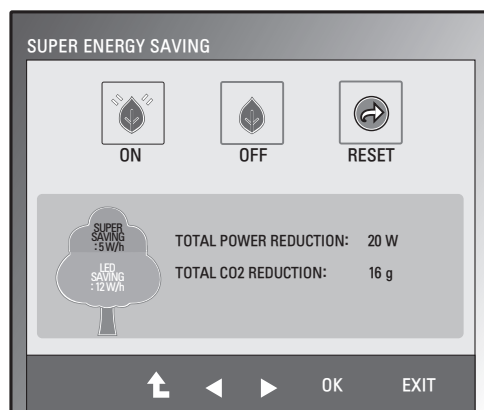 SUPER ENERGY SAVING
ON OFF RESET
SUPER
SAVING
:5 W/h
LED
SAVING
:12 W/h
TOTAL POWER REDUCTION: 20 W
TOTAL CO2 REDUCTION: 16 g
OK EXIT